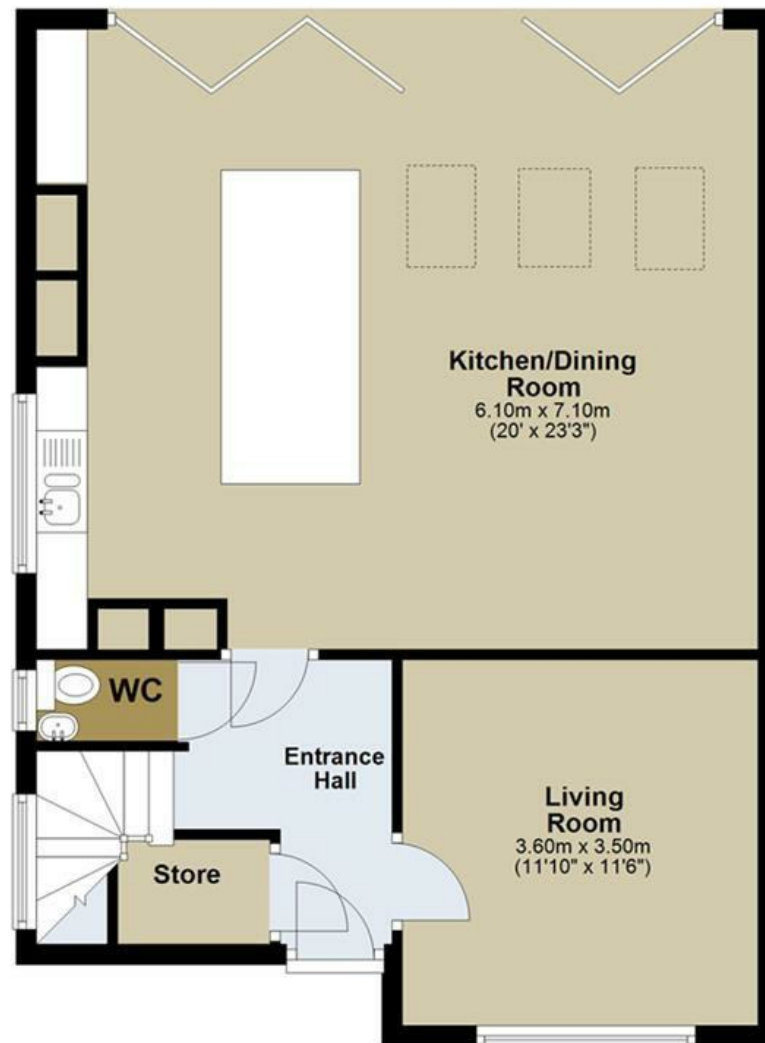 Kitchen/Dining
Room
6.10m x 7.10m
(20' x 23'3")
WC
Entrance
Hall
Living
Room
3.60m x 3.50m
(11'10" x 11'6")
Store